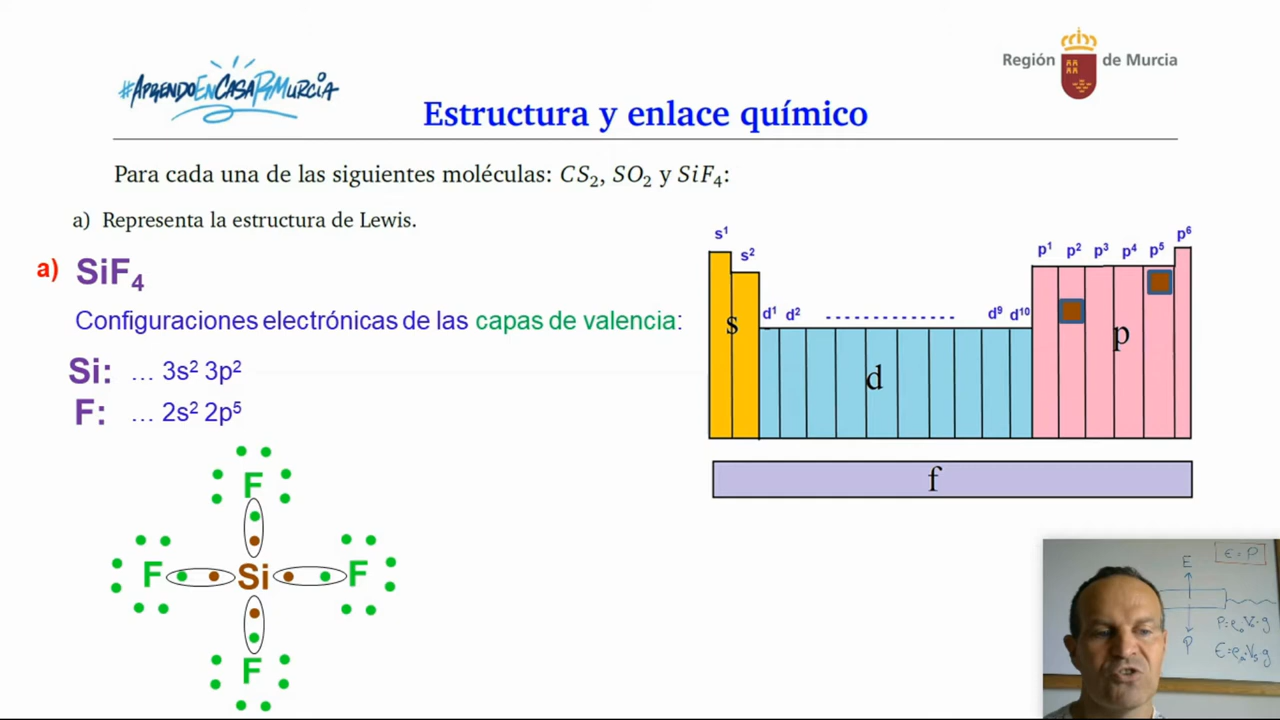 #AprendoEnCasaRMurcia
Región de Murcia
Estructura y enlace químico
Para cada una de las siguientes moléculas: CS₂, SO₂ y SiF₄:
a) Representa la estructura de Lewis.
a) SiF₄
Configuraciones electrónicas de las capas de valencia:
Si: … 3s² 3p²
F: … 2s² 2p⁵
s¹
s²
d¹ d²
d⁹ d¹⁰
p¹ p² p³ p⁴ p⁵ p⁶
s
d
p
f
F
F Si F
F
E = P
E
P
P = ρ₀ V₀ · g